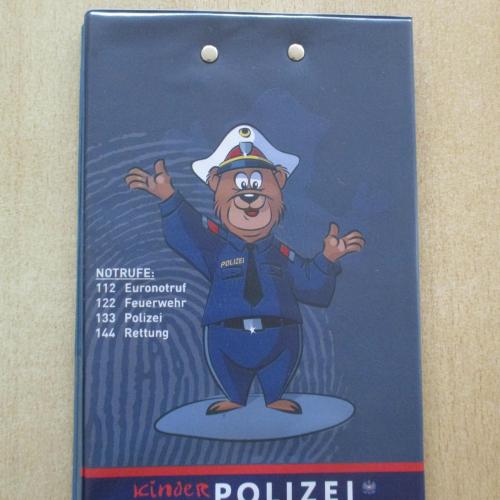 POLIZEI
NOTRUFE:
112 Euronotruf
122 Feuerwehr
133 Polizei
144 Rettung
kinder POLIZEI